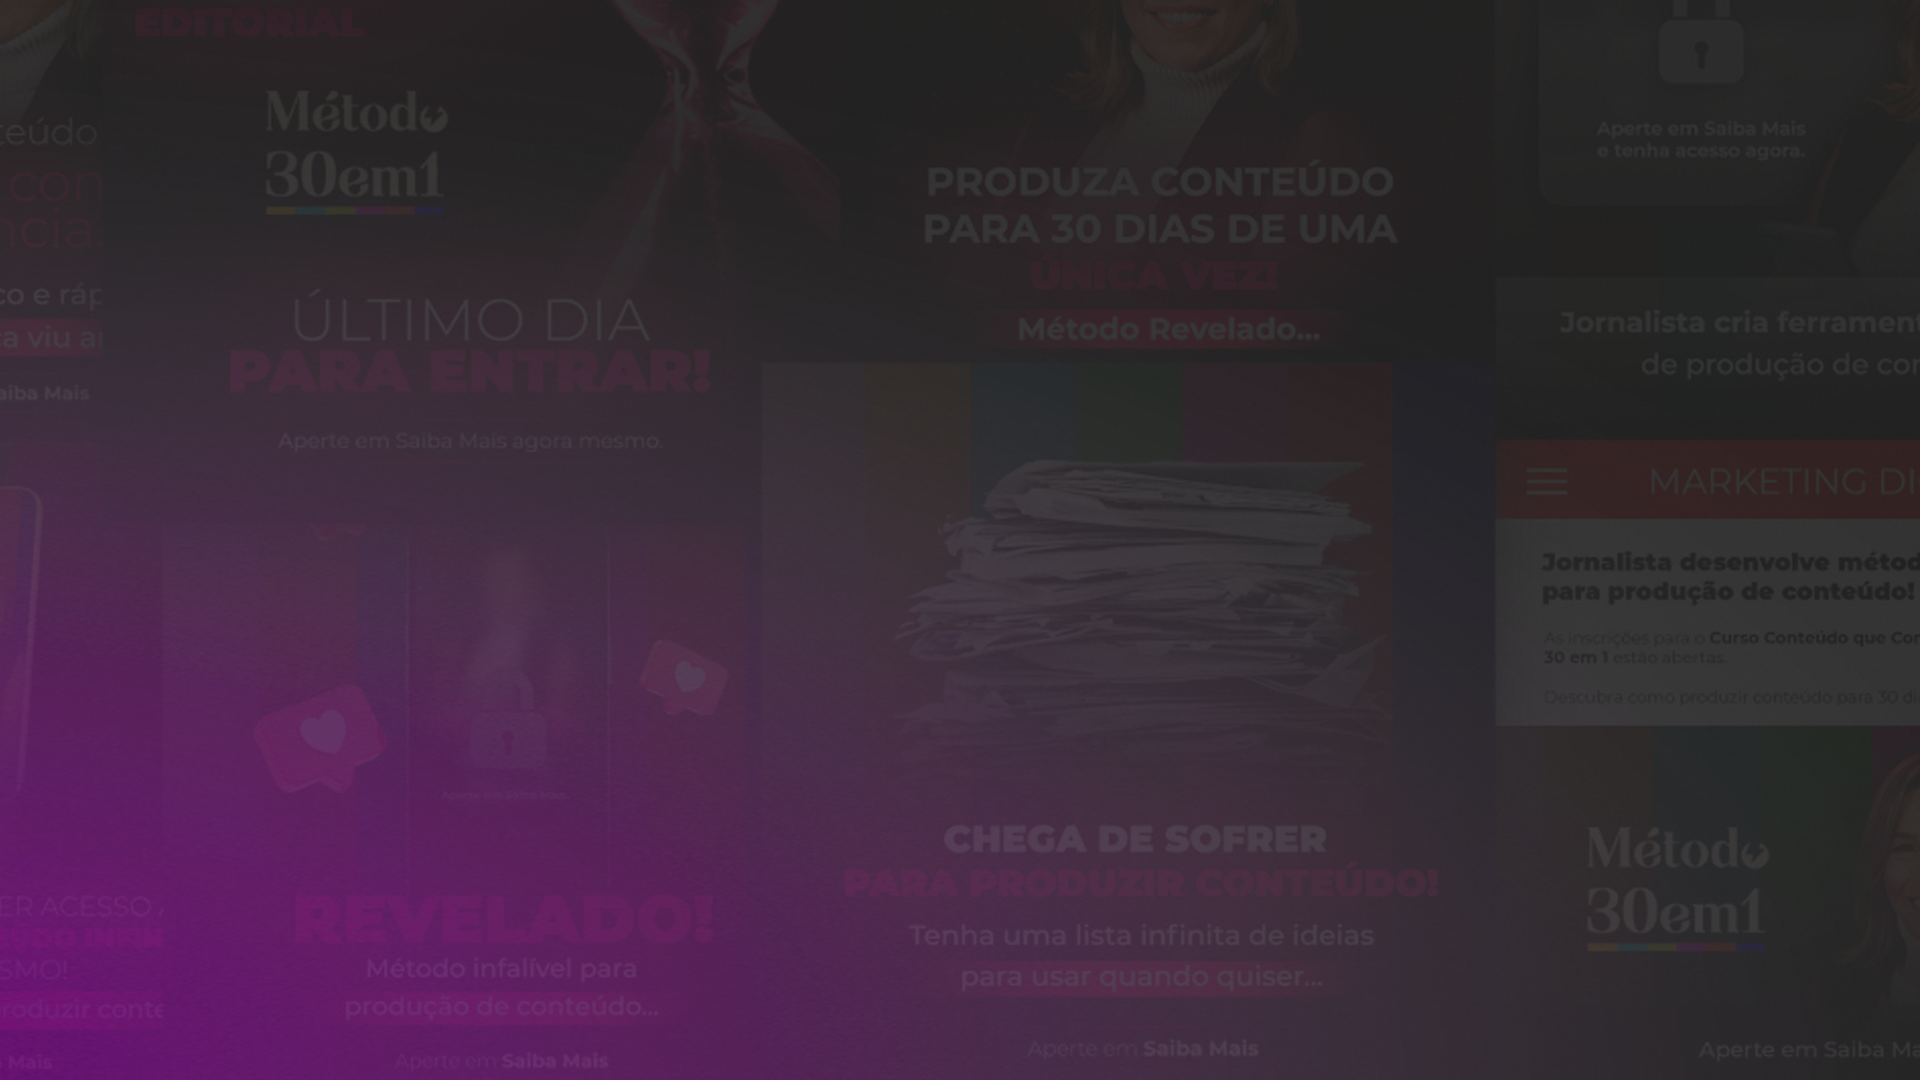 EDITORIAL
Método
30em1
ÚLTIMO DIA
PARA ENTRAR!
Aperte em Saiba Mais agora mesmo.
teúdo
con
ncia.
co e ráp
a viu a
aiba Mais
PRODUZA CONTEÚDO
PARA 30 DIAS DE UMA
ÚNICA VEZ!
Método Revelado...
Aperte em Saiba Mais
e tenha acesso agora.
Jornalista cria ferrament
de produção de con
MARKETING DI
Jornalista desenvolve métod
para produção de conteúdo!
As inscrições para o Curso Conteúdo que Con
30 em 1 estão abertas.
Descubra como produzir conteúdo para 30 di
Aperte em Saiba Mais.
REVELADO!
Método infalível para
produção de conteúdo...
Aperte em Saiba Mais
ER ACESSO A
SMO!
roduzir conte
Mais
CHEGA DE SOFRER
PARA PRODUZIR CONTEÚDO!
Tenha uma lista infinita de ideias
para usar quando quiser...
Aperte em Saiba Mais
Método
30em1
Aperte em Saiba Ma